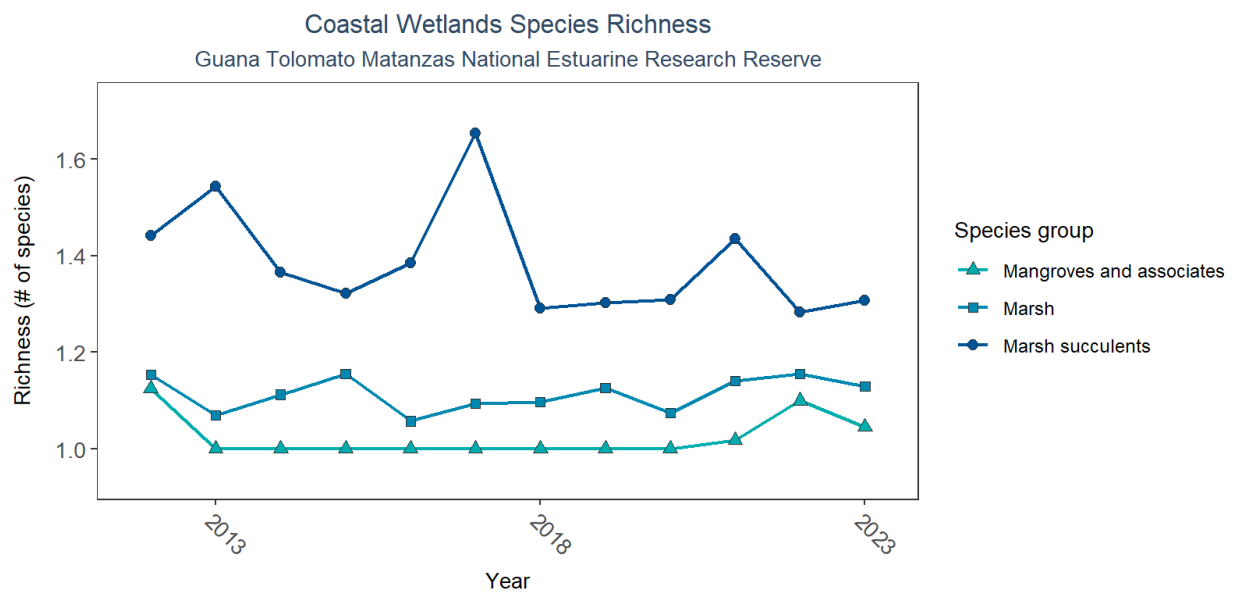 Coastal Wetlands Species Richness
Guana Tolomato Matanzas National Estuarine Research Reserve
Richness (# of species)
1.6
1.4
1.2
1.0
2013
2018
2023
Year
Species group
Mangroves and associates
Marsh
Marsh succulents